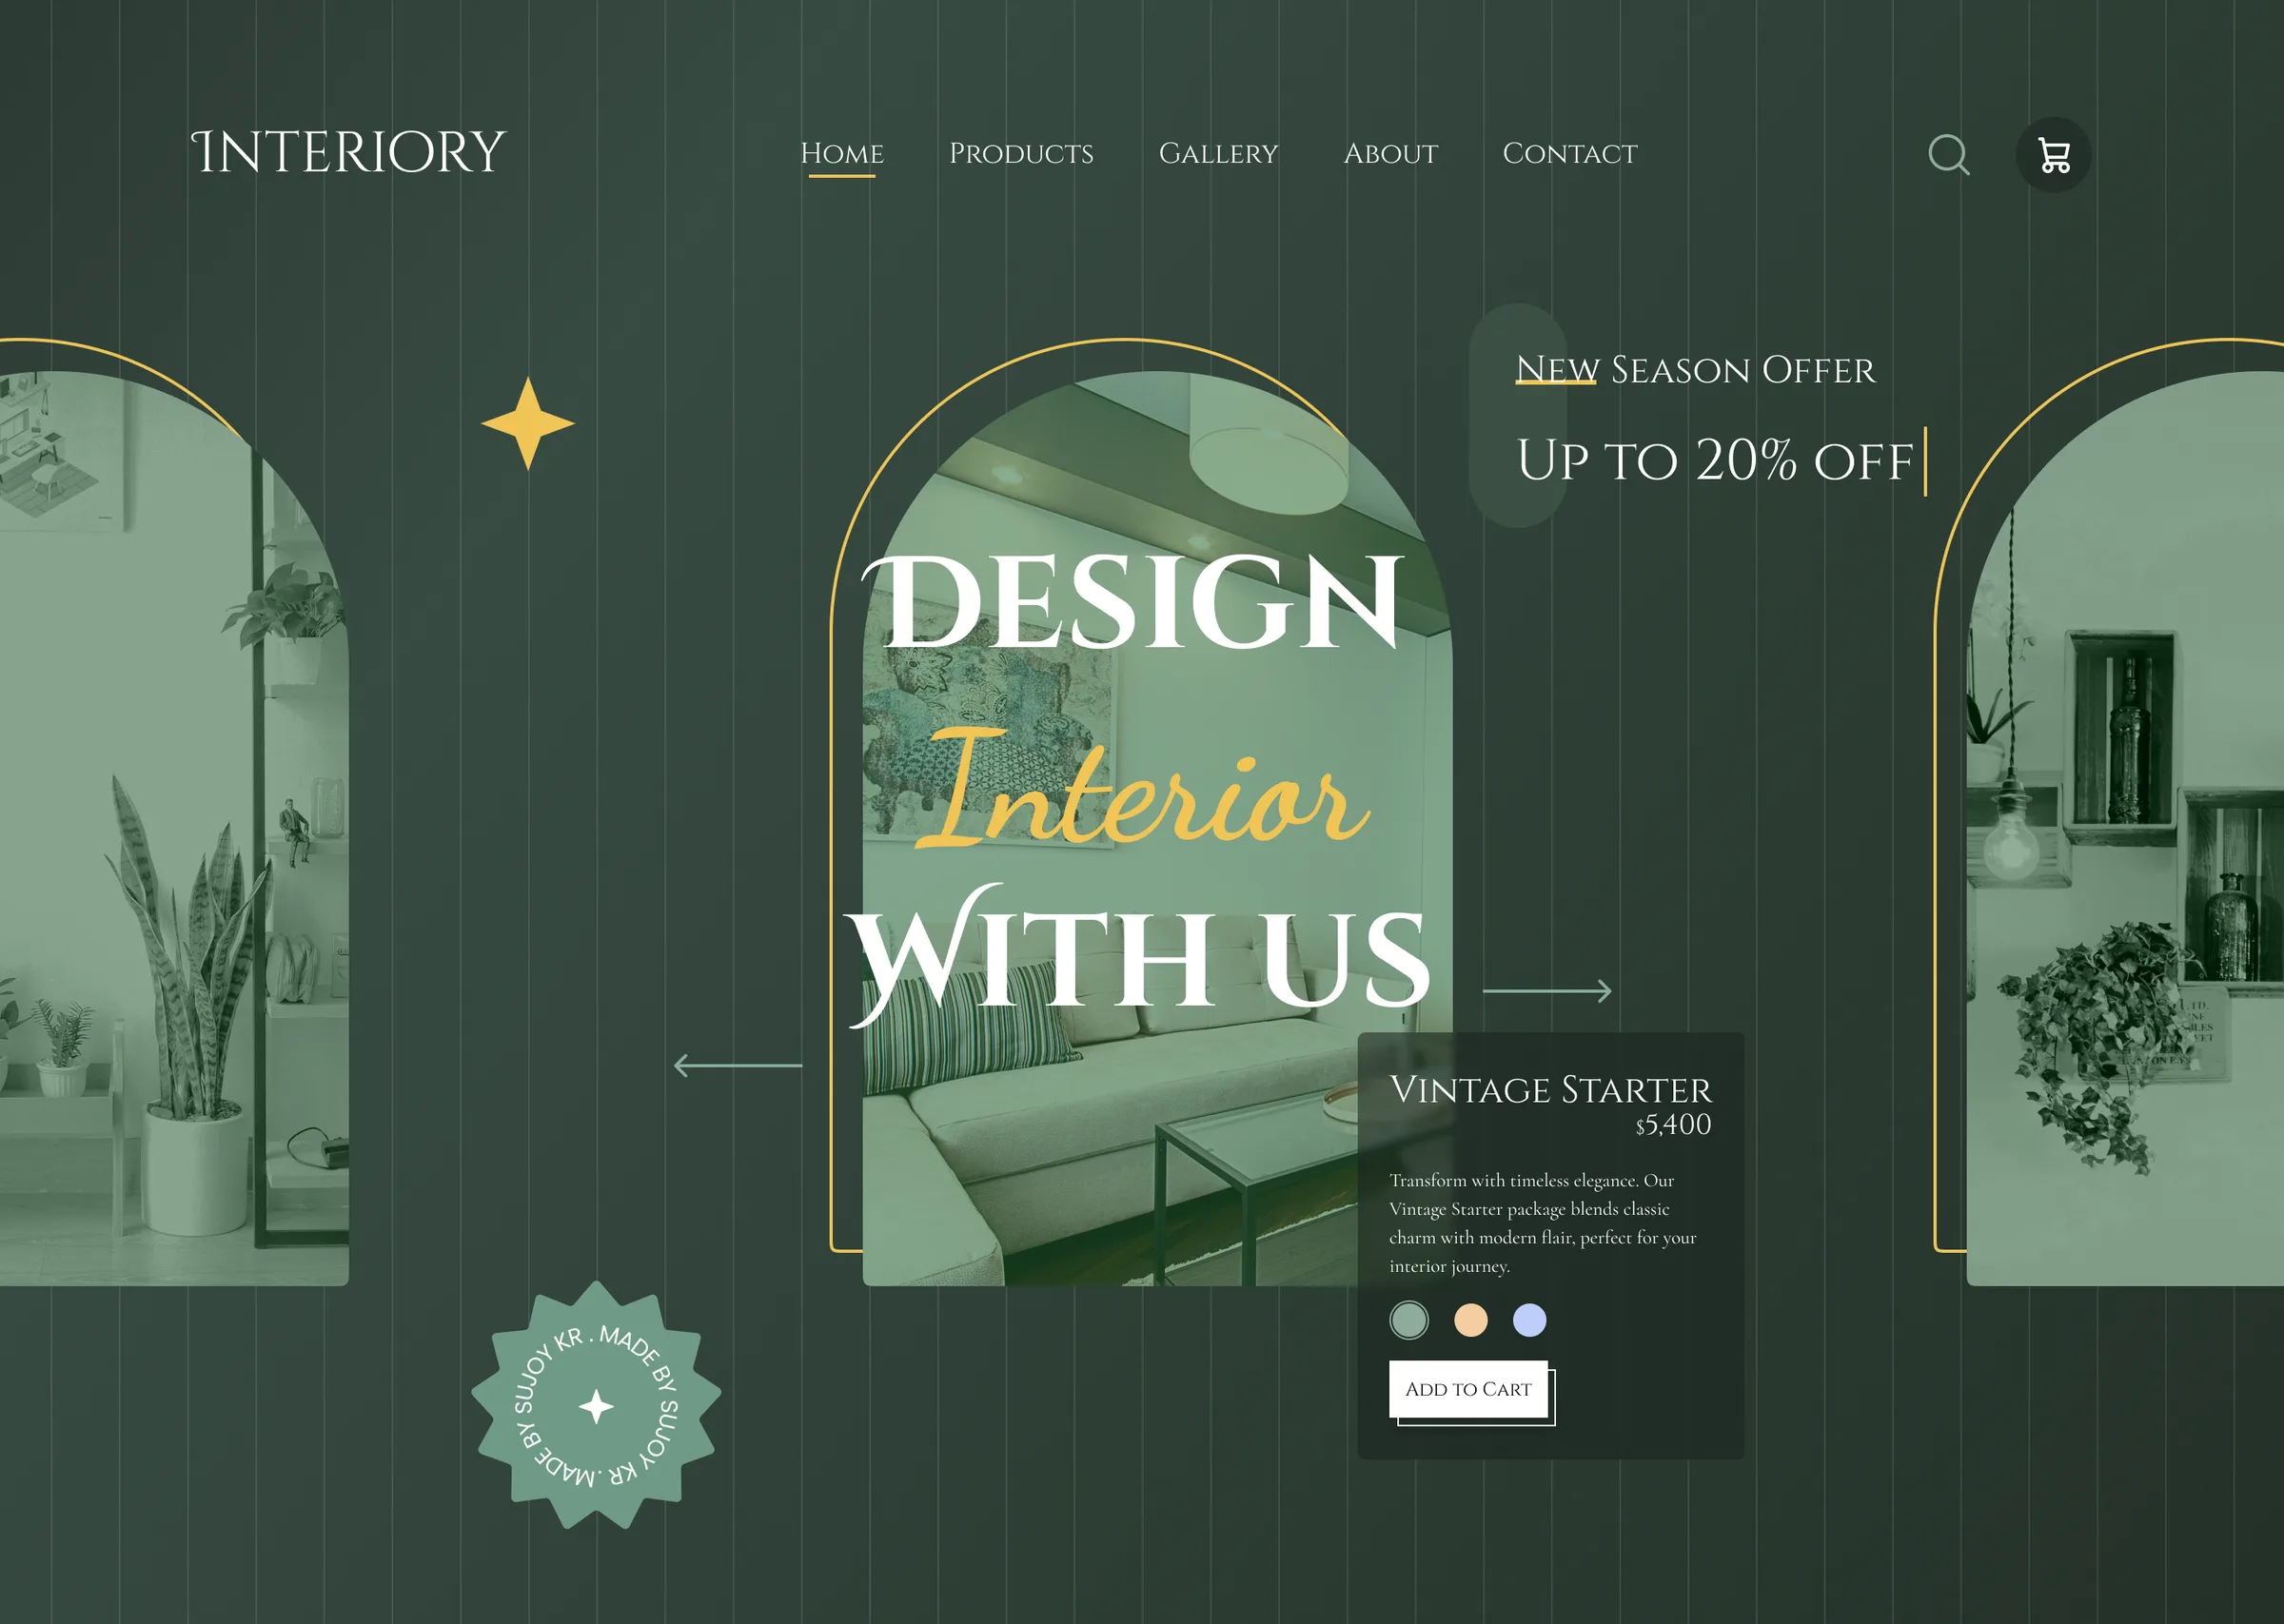 INTERIORY
HOME
PRODUCTS
GALLERY
ABOUT
CONTACT
NEW SEASON OFFER
UP TO 20% OFF
DESIGN
Interior
WITH US
VINTAGE STARTER
$5,400
Transform with timeless elegance. Our
Vintage Starter package blends classic
charm with modern flair, perfect for your
interior journey.
ADD TO CART
MADE BY SUJOY KR . MADE BY SUJOY KR .
LTD.